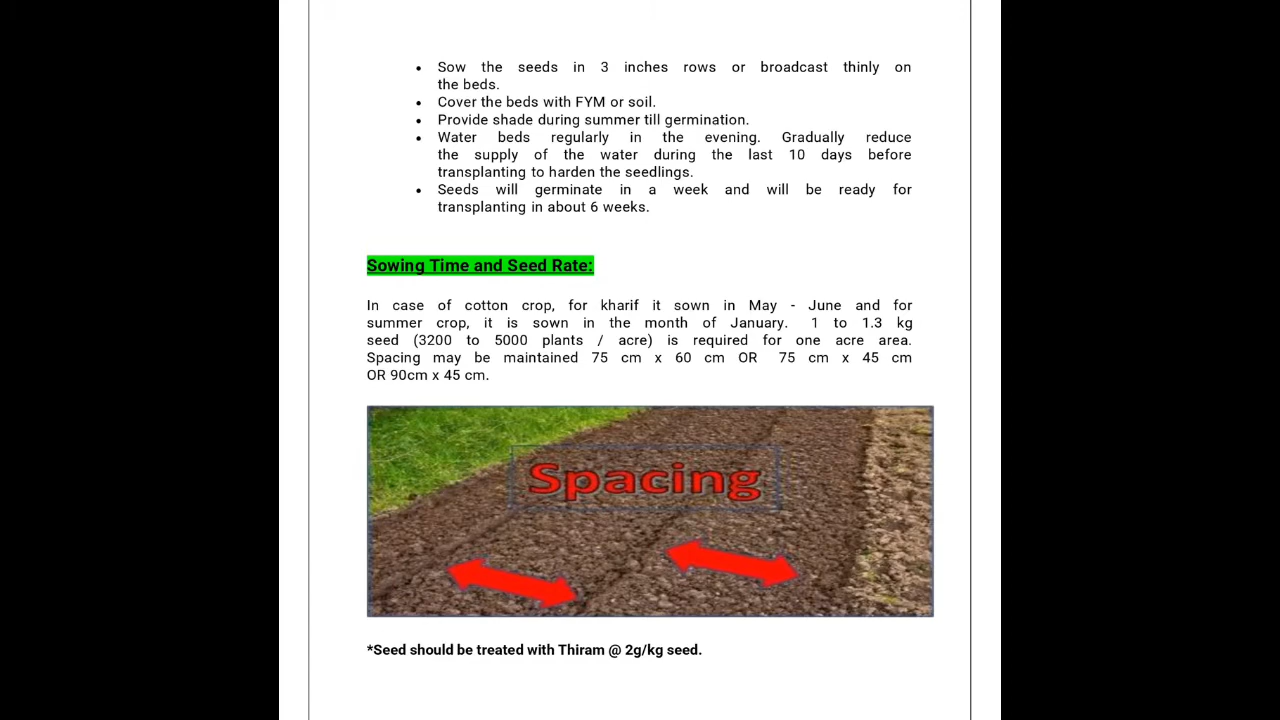 • Sow the seeds in 3 inches rows or broadcast thinly on
the beds.
• Cover the beds with FYM or soil.
• Provide shade during summer till germination.
• Water beds regularly in the evening. Gradually reduce
the supply of the water during the last 10 days before
transplanting to harden the seedlings.
• Seeds will germinate in a week and will be ready for
transplanting in about 6 weeks.
Sowing Time and Seed Rate:
In case of cotton crop, for kharif it sown in May - June and for
summer crop, it is sown in the month of January. 1 to 1.3 kg
seed (3200 to 5000 plants / acre) is required for one acre area.
Spacing may be maintained 75 cm x 60 cm OR 75 cm x 45 cm
OR 90cm x 45 cm.
Spacing
*Seed should be treated with Thiram @ 2g/kg seed.